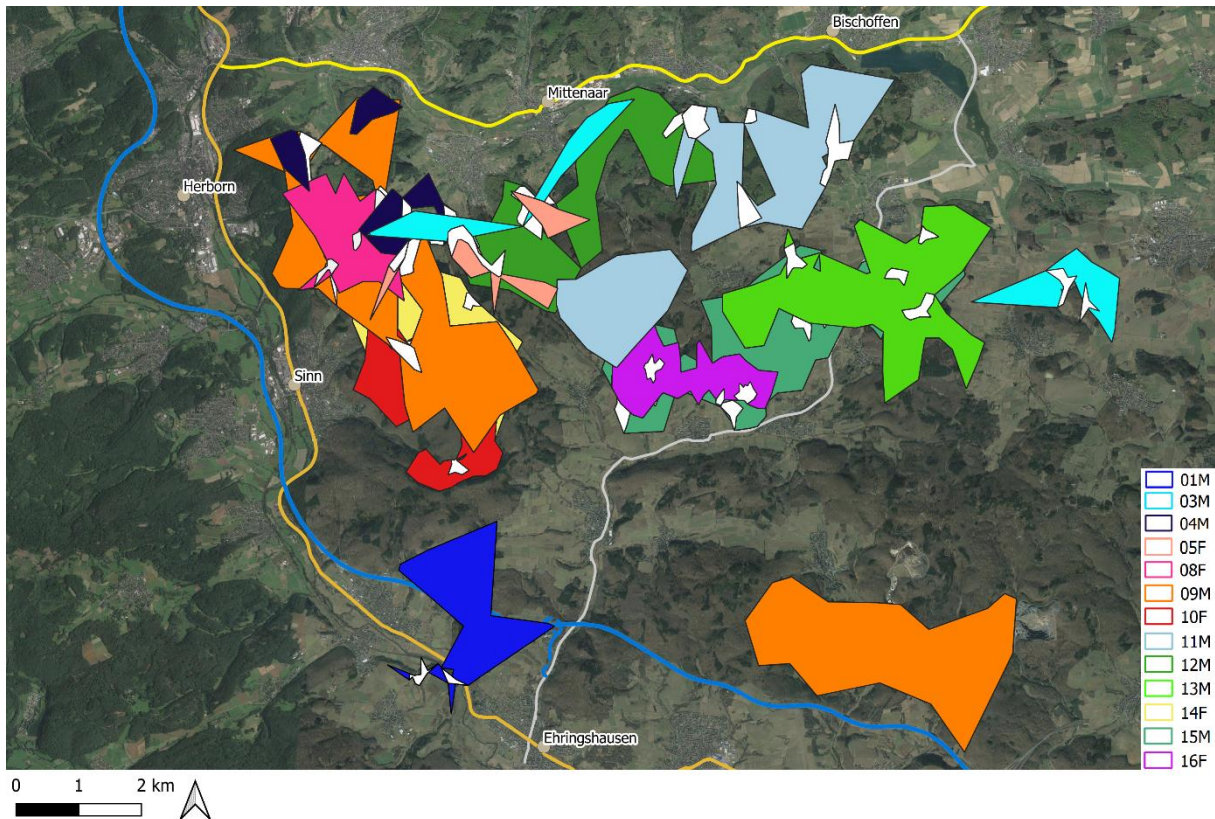 Bischoffen
Mittenaar
Herborn
Sinn
Ehringshausen
01M
03M
04M
05F
08F
09M
10F
11M
12M
13M
14F
15M
16F
0 1 2 km